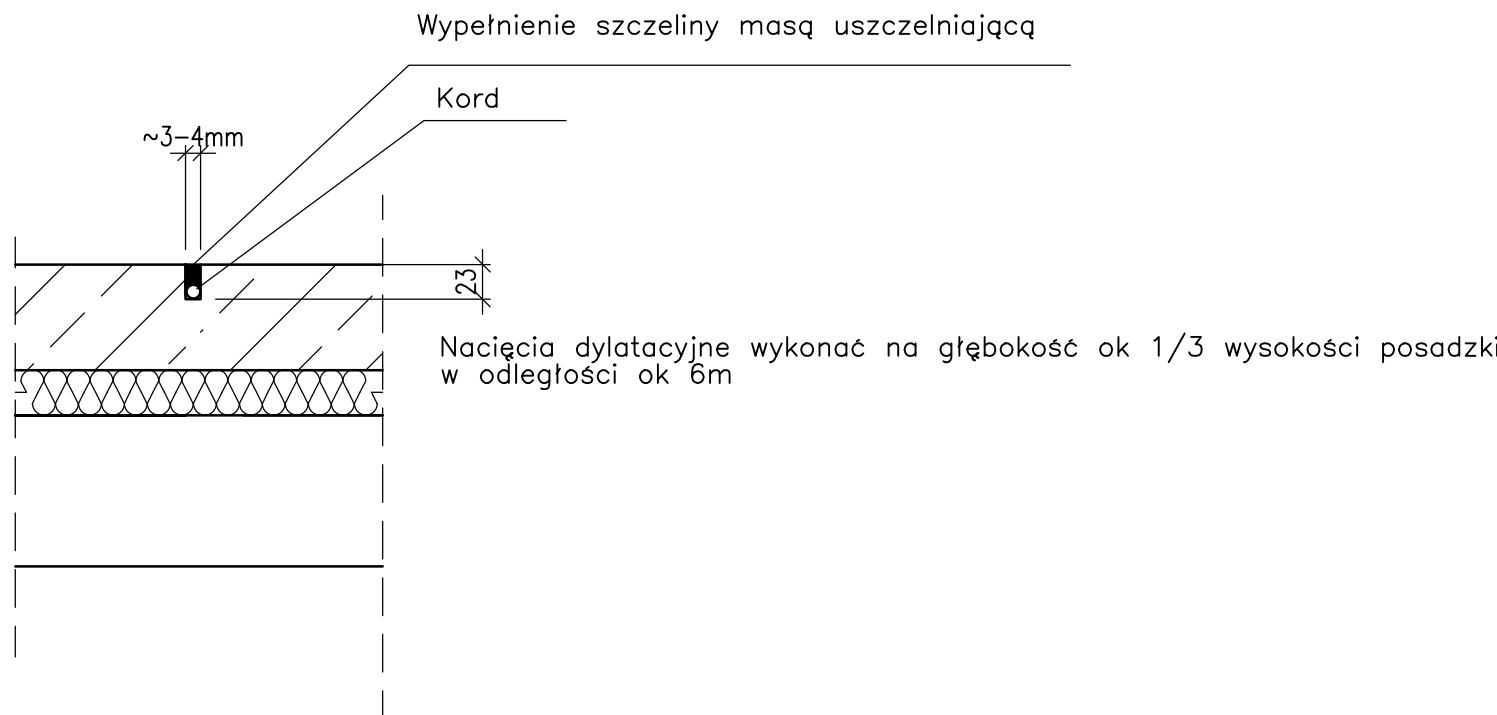 Wypełnienie szczeliny masą uszczelniającą
Kord
~3-4mm
23
Nacięcia dylatacyjne wykonać na głębokość ok 1/3 wysokości posadzki
w odległości ok 6m